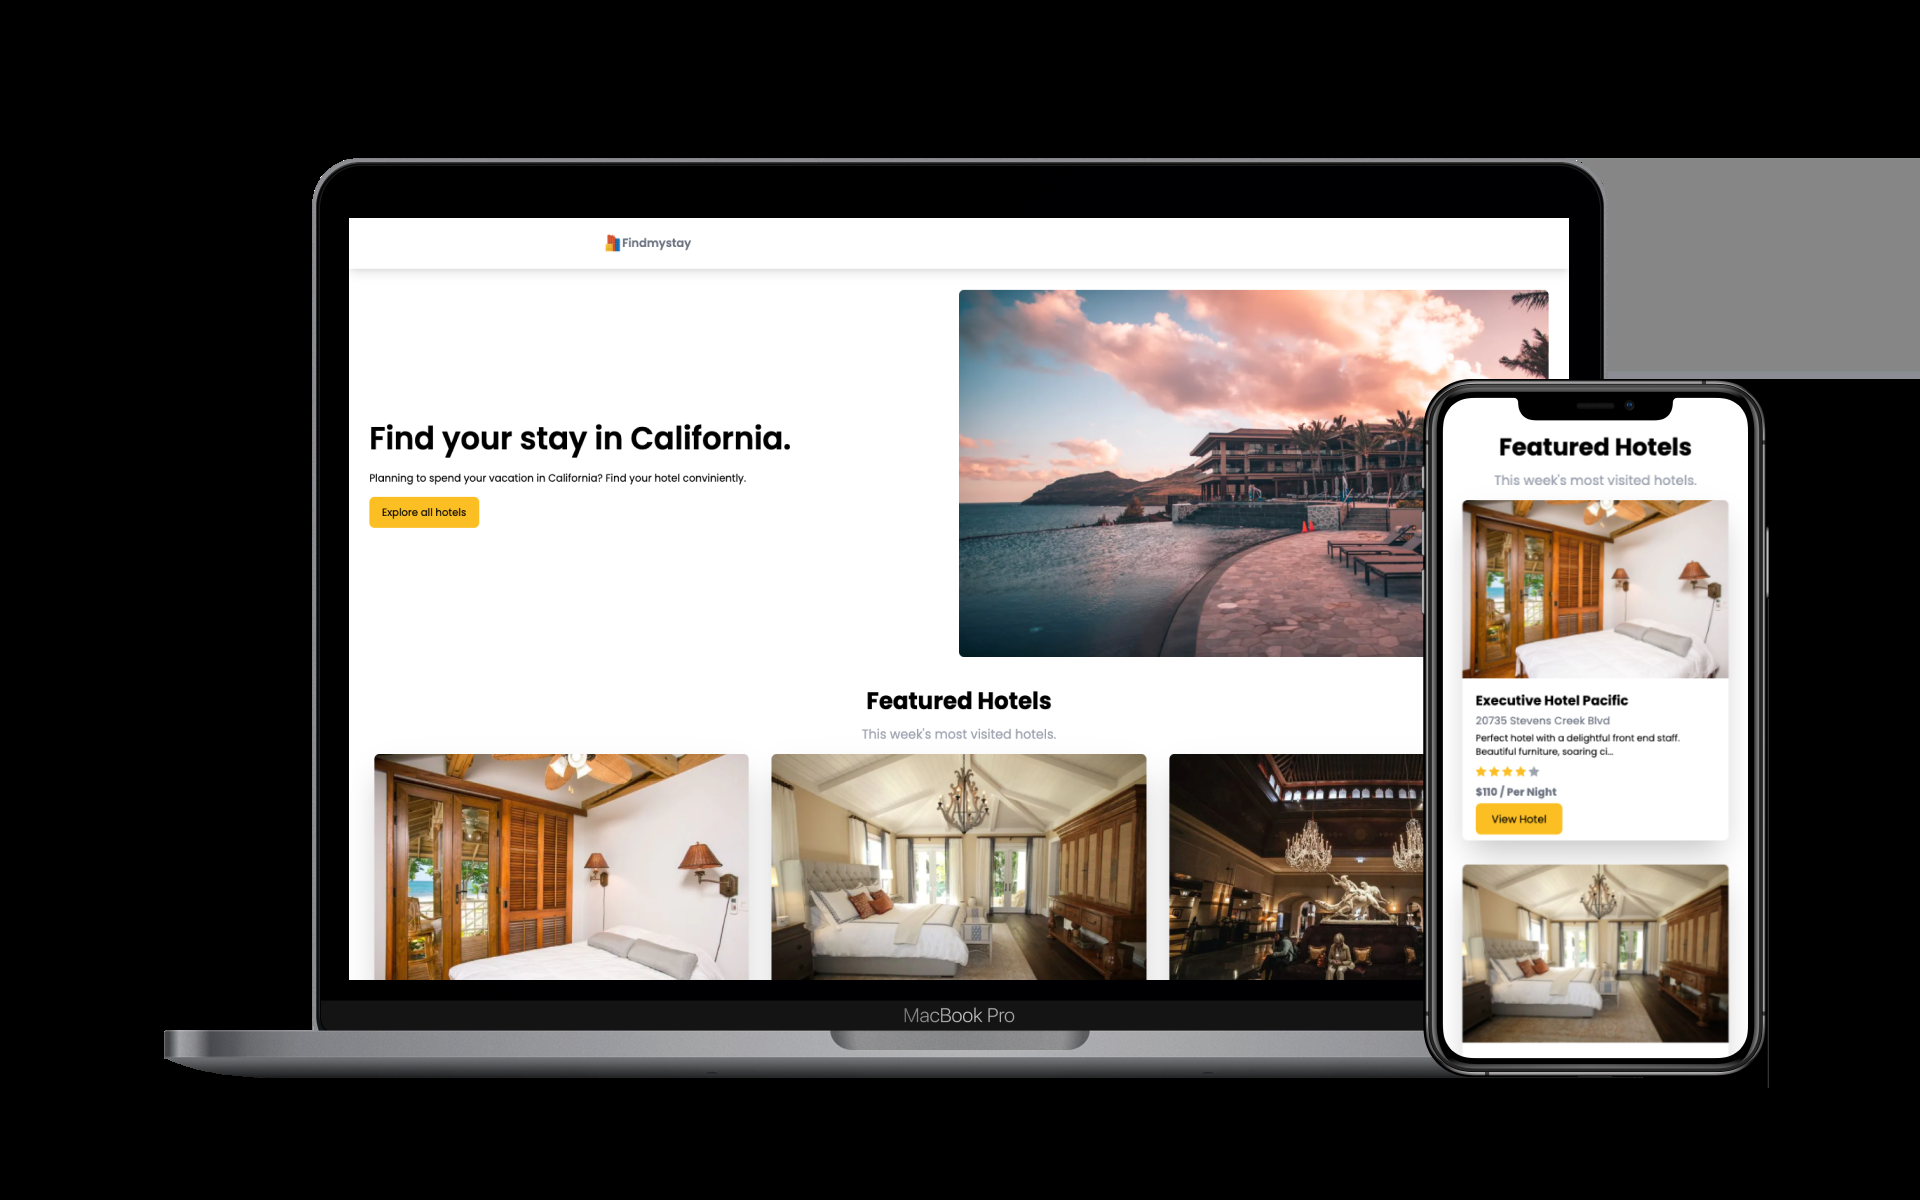 Findmystay
Find your stay in California.
Planning to spend your vacation in California? Find your hotel conviniently.
Explore all hotels
Featured Hotels
This week's most visited hotels.
MacBook Pro
Featured Hotels
This week's most visited hotels.
Executive Hotel Pacific
20735 Stevens Creek Blvd
Perfect hotel with a delightful front end staff.
Beautiful furniture, soaring ci...
$110 / Per Night
View Hotel